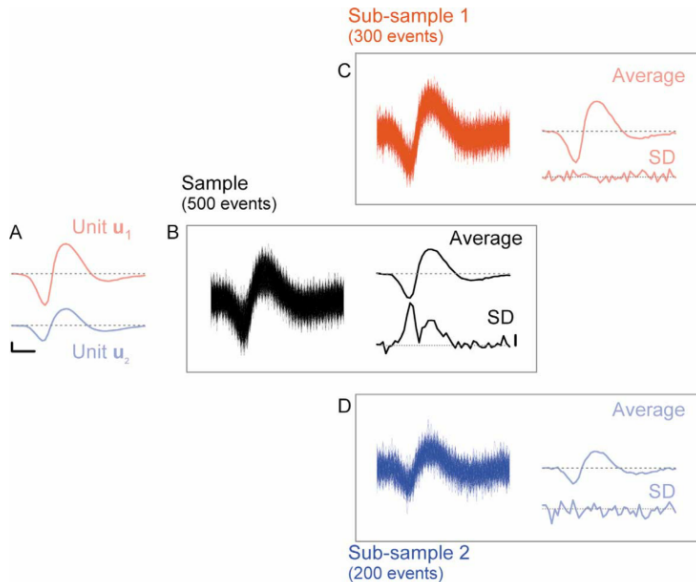 Sub-sample 1
(300 events)
C
Average
SD
Sample
(500 events)
A
Unit u1
B
Average
SD
Unit u2
D
Average
SD
Sub-sample 2
(200 events)